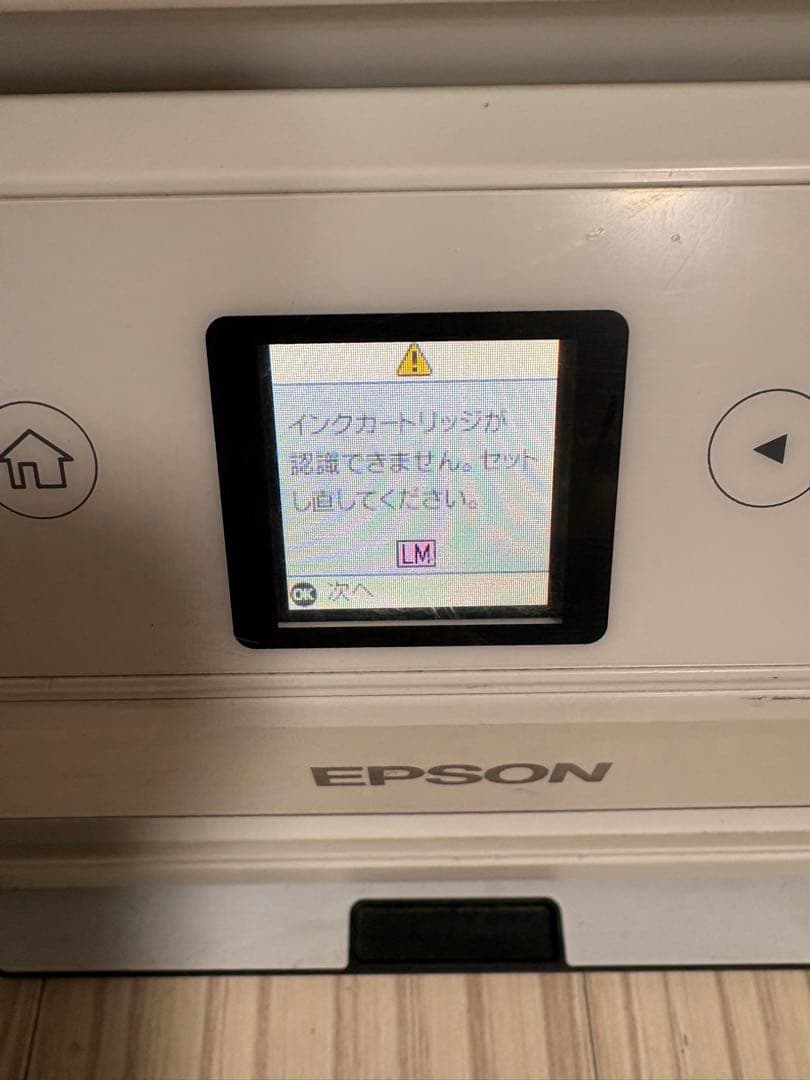 インクカートリッジが
認識できません。セット
し直してください。
LM
OK 次へ
EPSON